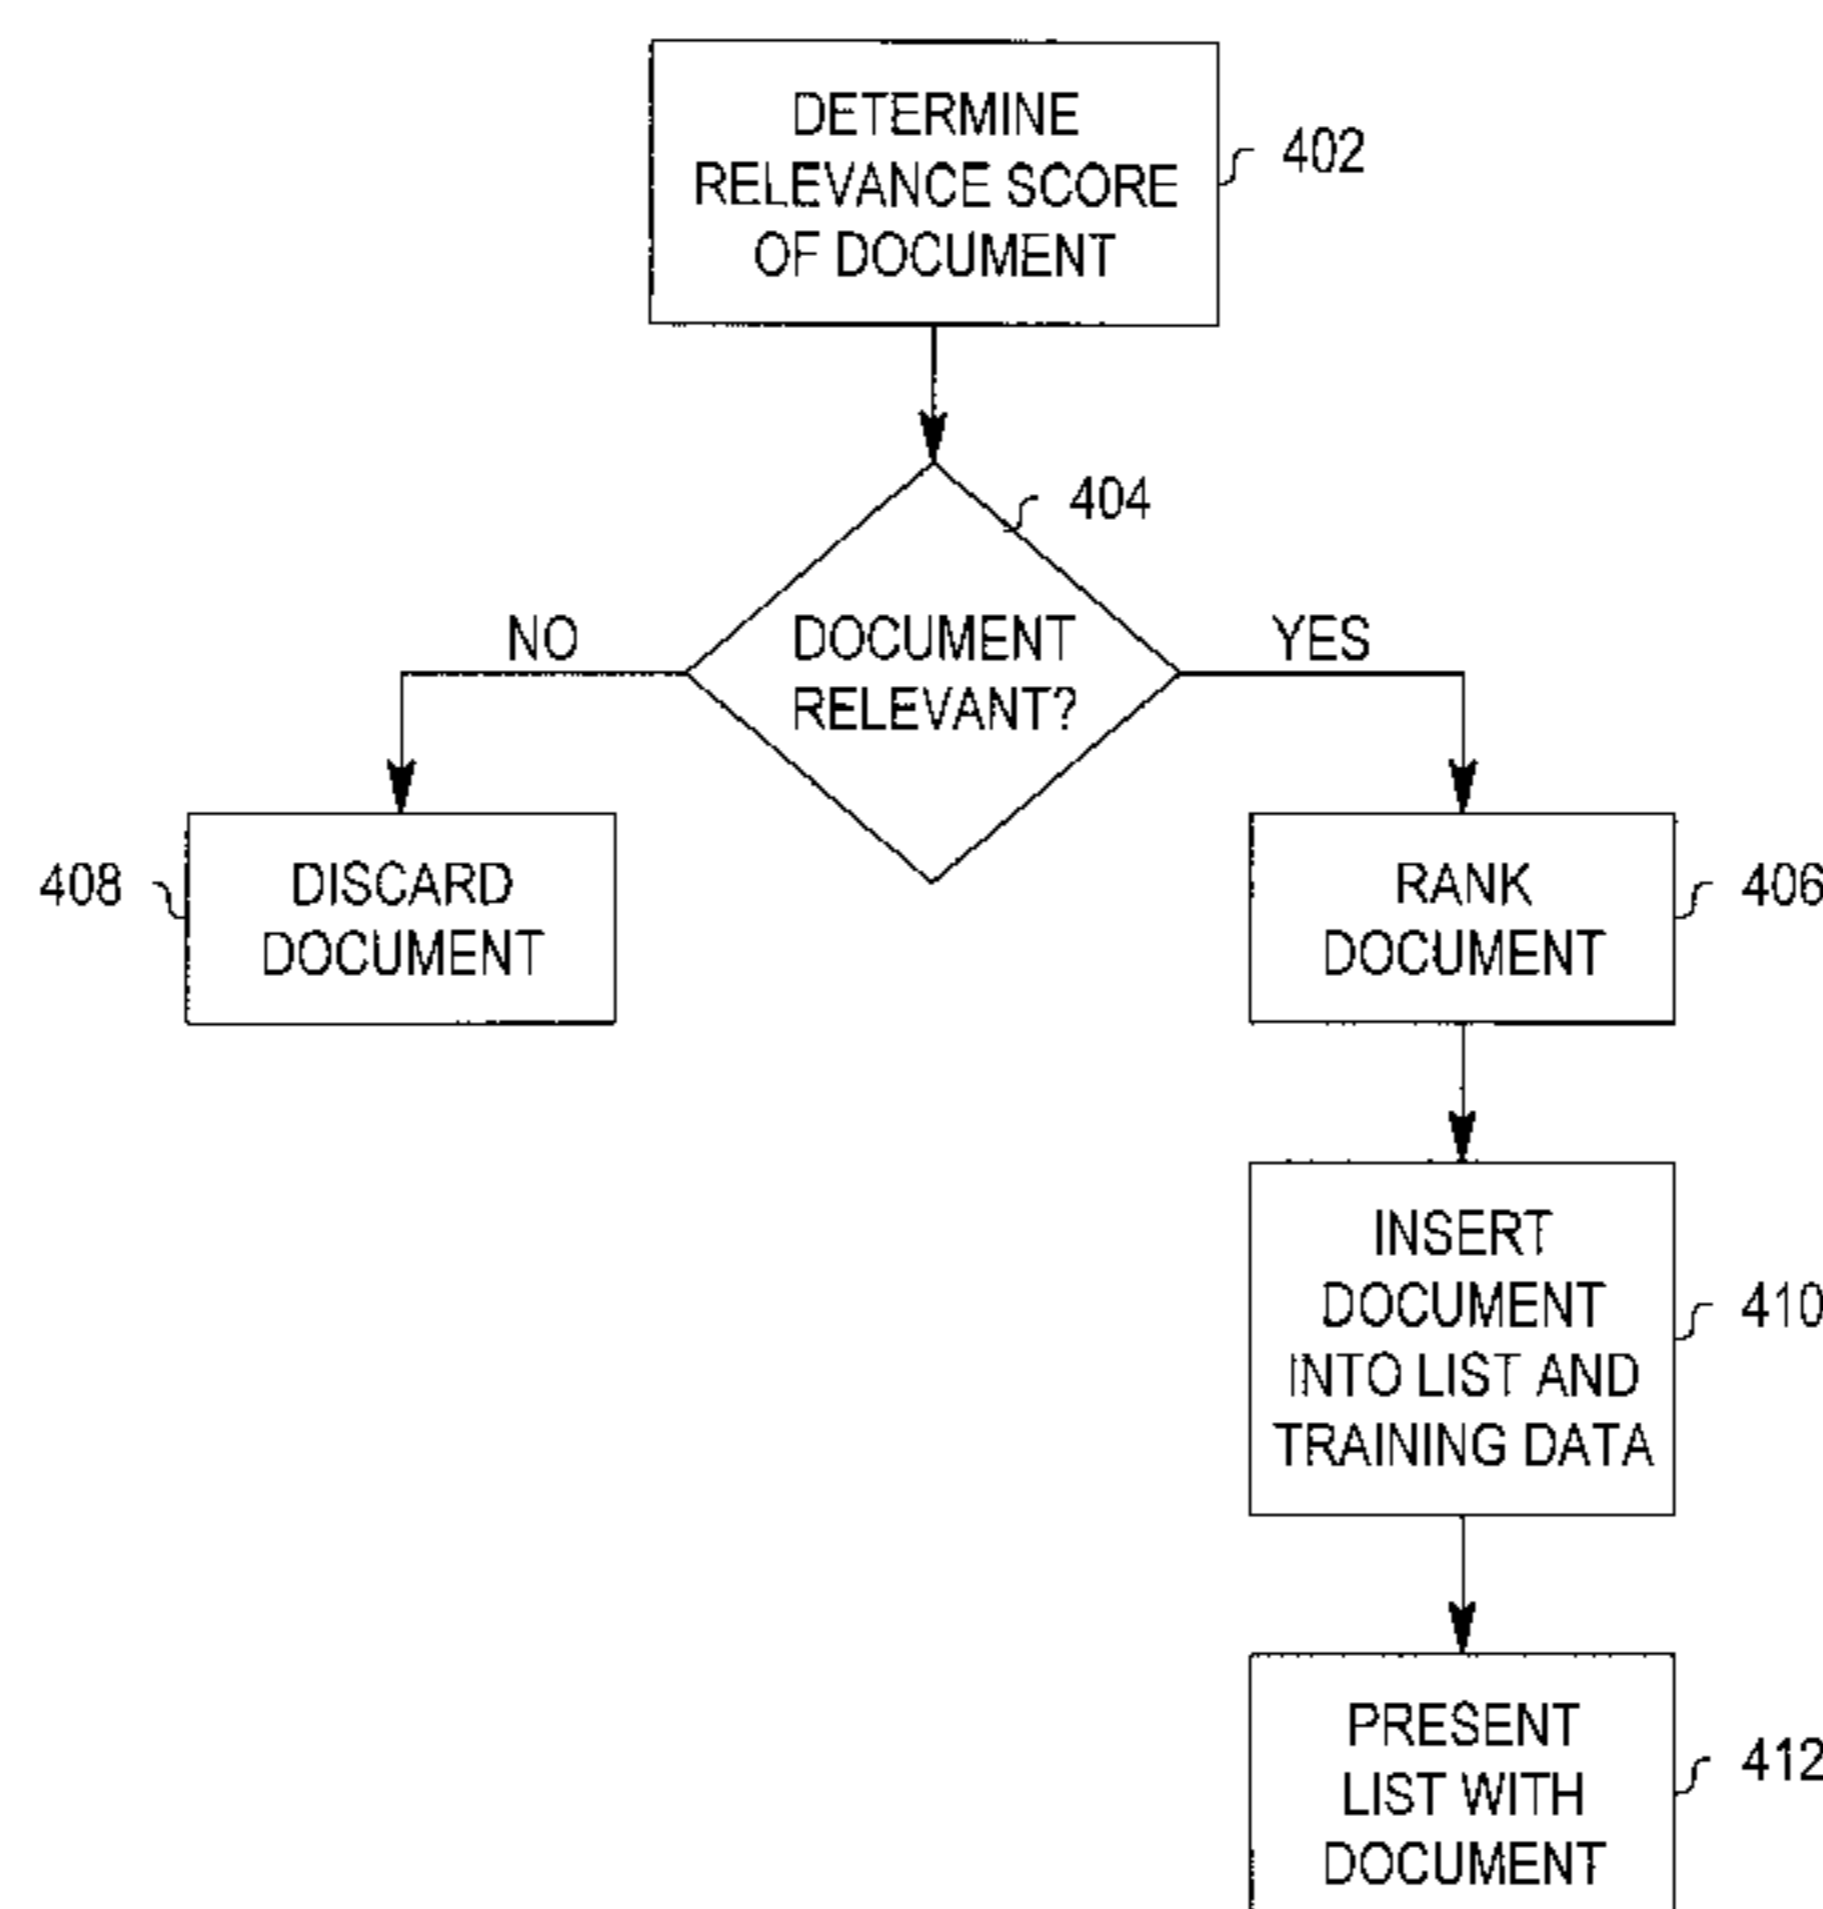 DETERMINE
RELEVANCE SCORE
OF DOCUMENT
402
404
NO
DOCUMENT
RELEVANT?
YES
408
DISCARD
DOCUMENT
RANK
DOCUMENT
406
INSERT
DOCUMENT
INTO LIST AND
TRAINING DATA
410
PRESENT
LIST WITH
DOCUMENT
412